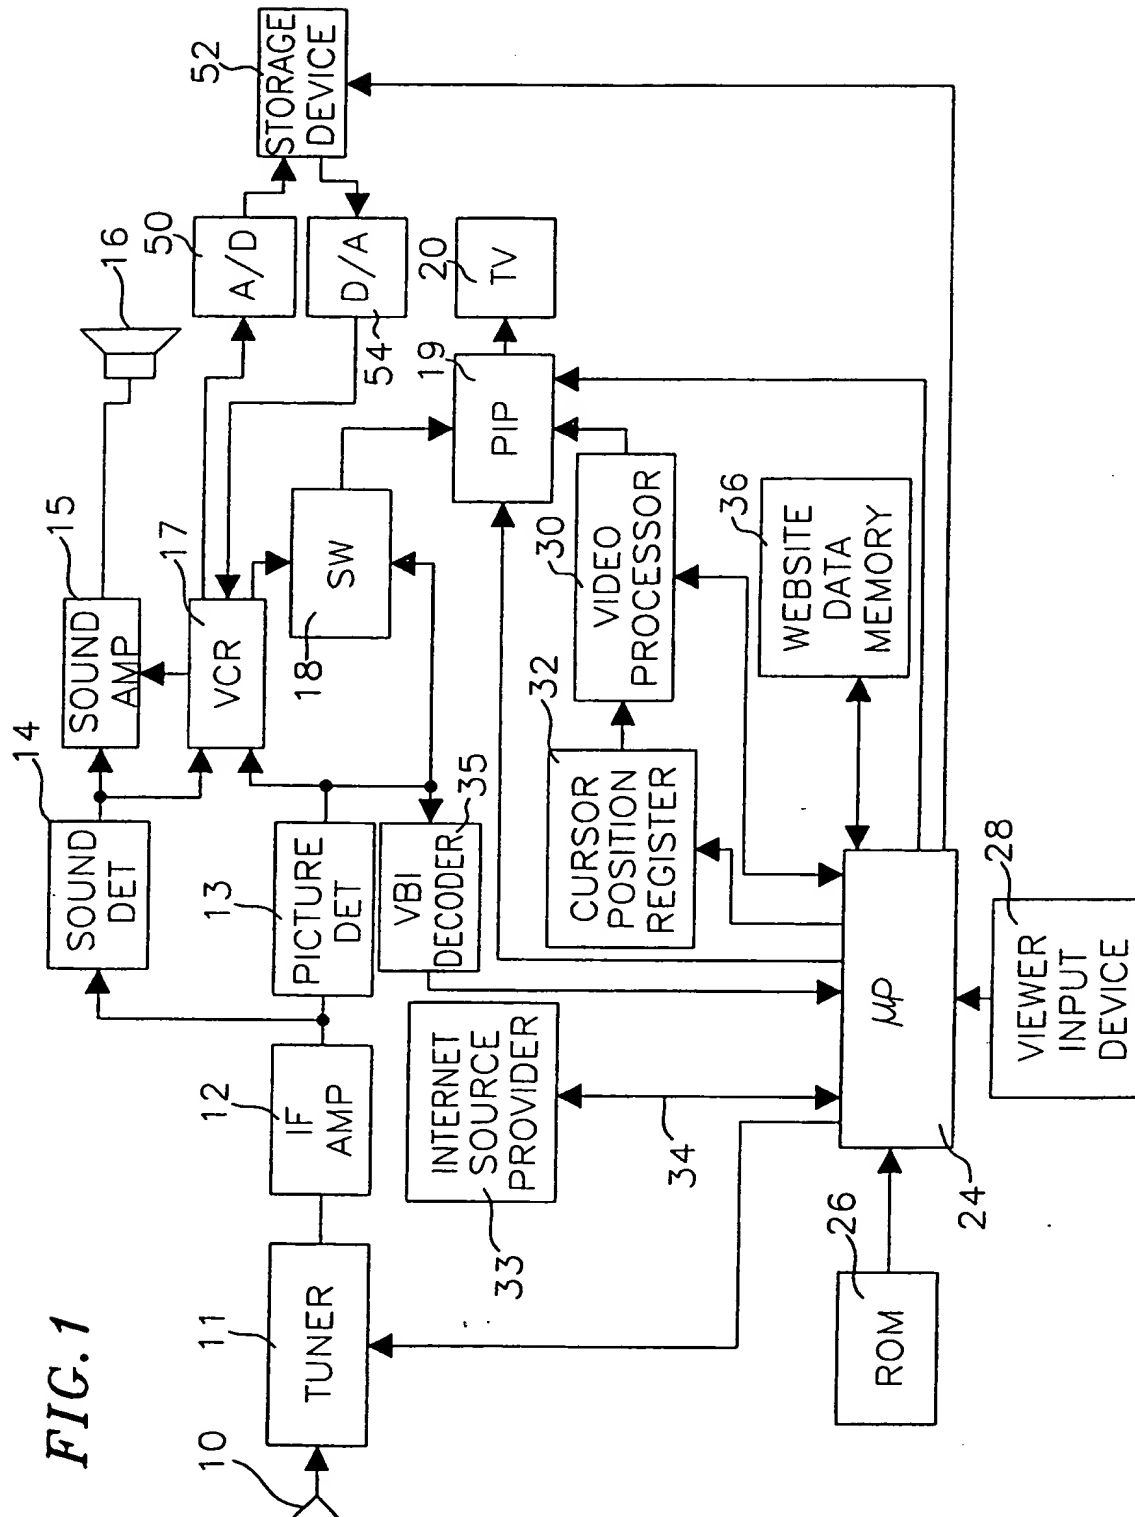 FIG.1
10
11
TUNER
12
IF
AMP
13
PICTURE
DET
14
SOUND
DET
15
SOUND
AMP
16
17
VCR
18
SW
50
A/D
52
STORAGE
DEVICE
54
D/A
19
PIP
20
TV
35
VBI
DECODER
33
INTERNET
SOURCE
PROVIDER
34
32
CURSOR
POSITION
REGISTER
30
VIDEO
PROCESSOR
36
WEBSITE
DATA
MEMORY
26
ROM
24
μP
28
VIEWER
INPUT
DEVICE